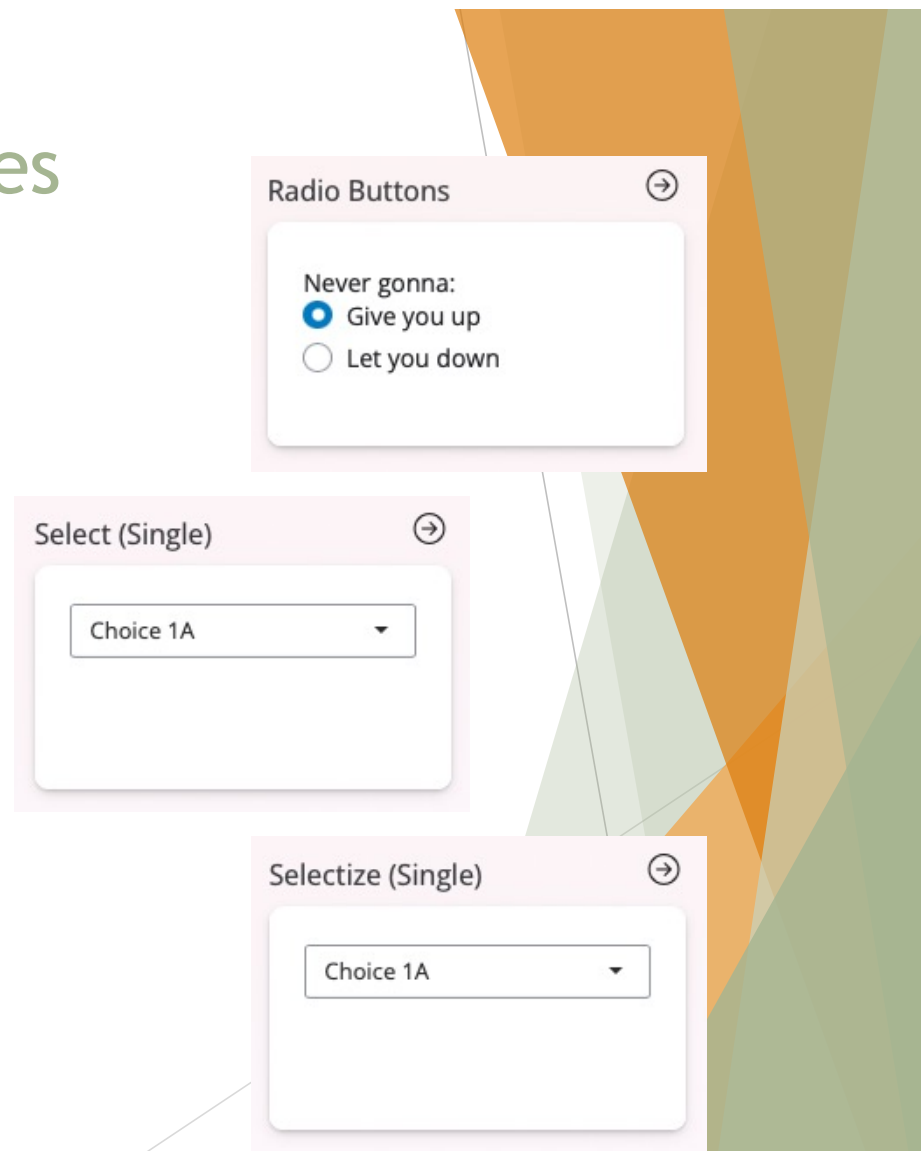 es
Radio Buttons
Never gonna:
Give you up
Let you down
Select (Single)
Choice 1A
Selectize (Single)
Choice 1A